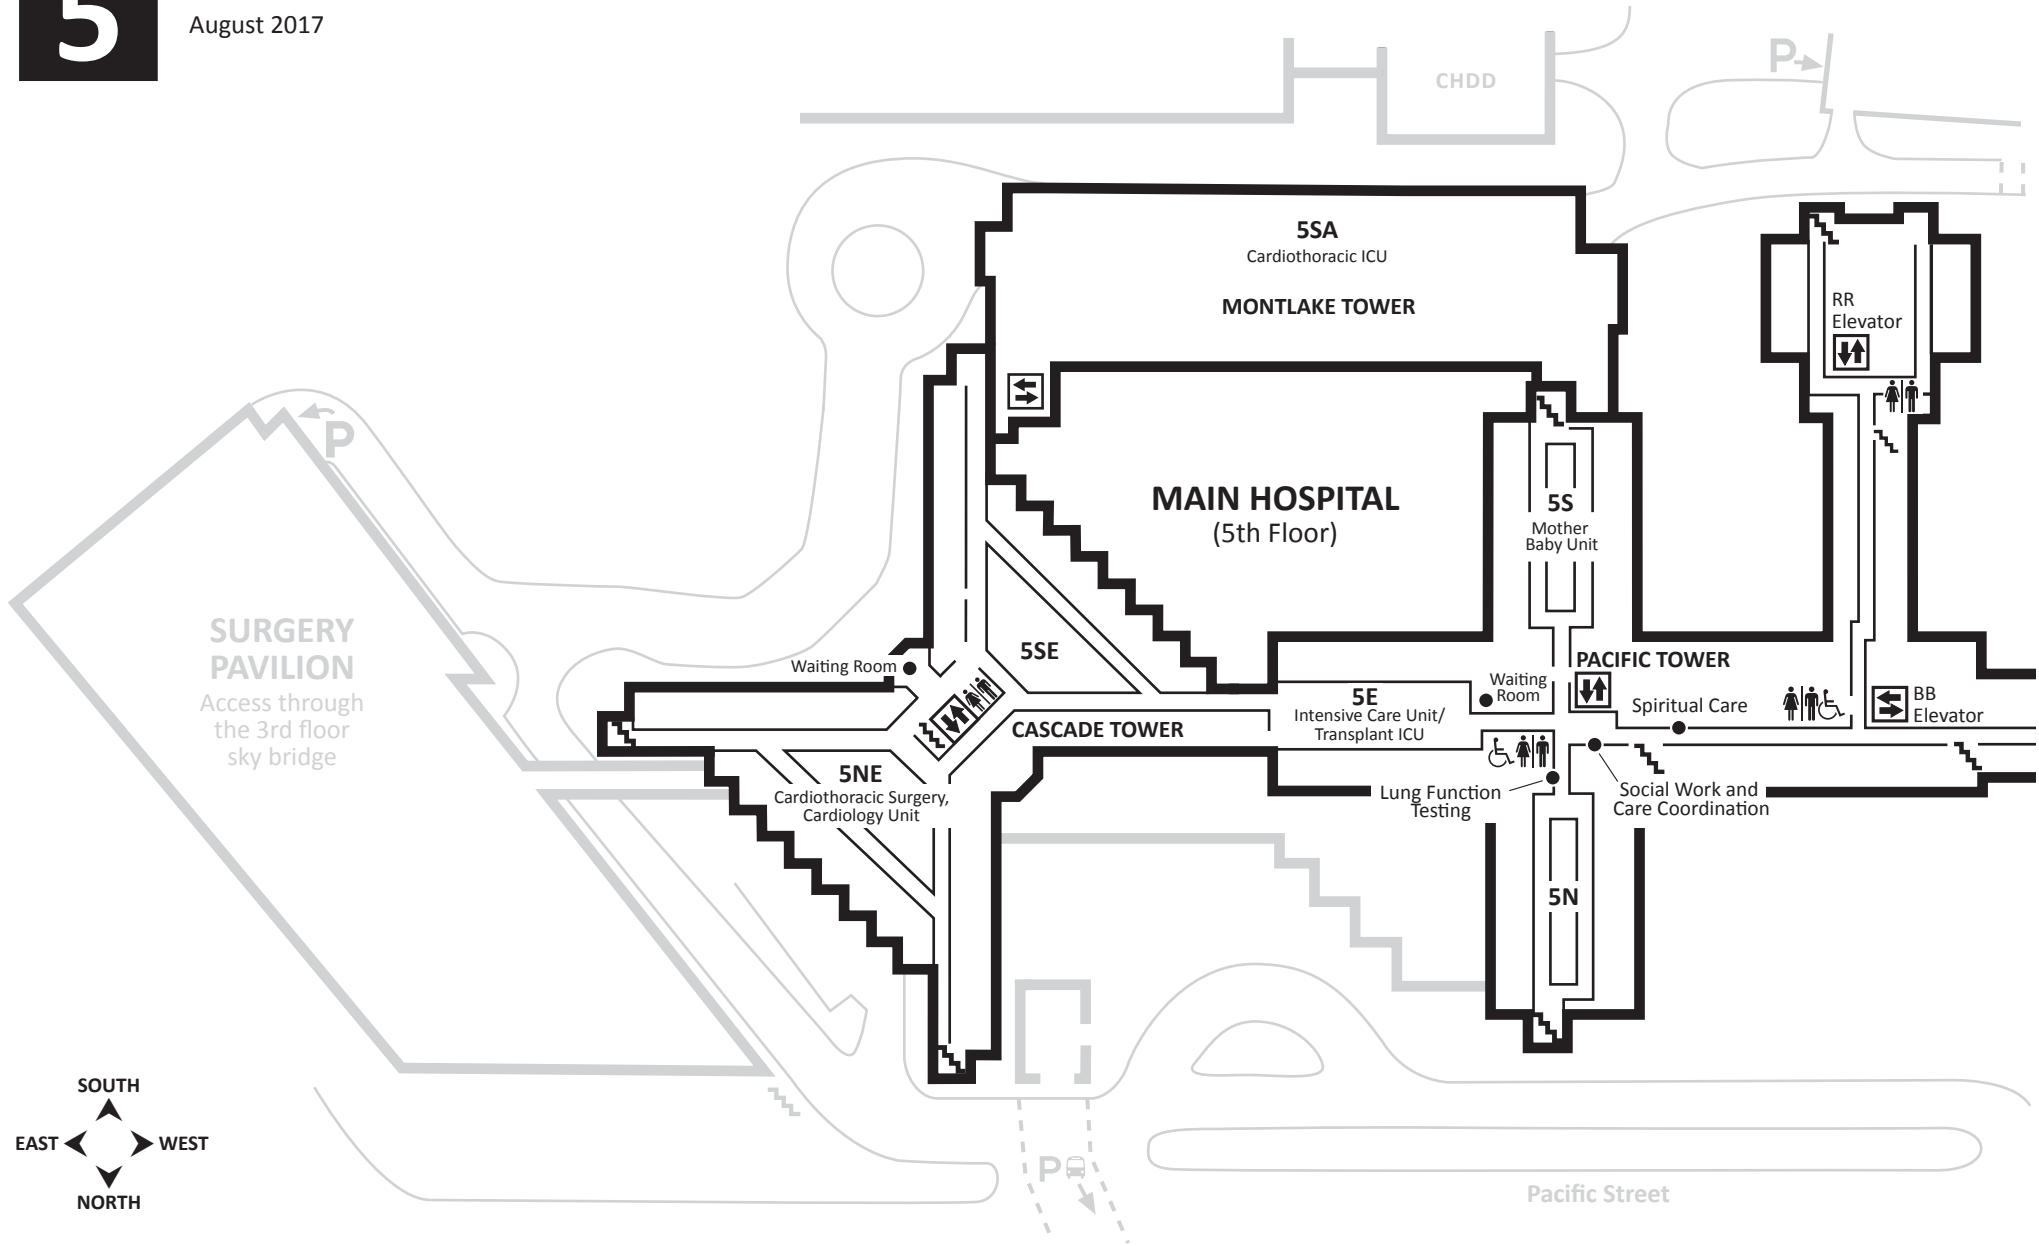 5
August 2017
CHDD
P
5SA
Cardiothoracic ICU
MONTLAKE TOWER
RR
Elevator
P
MAIN HOSPITAL
(5th Floor)
5S
Mother
Baby Unit
SURGERY
PAVILION
Access through
the 3rd floor
sky bridge
Waiting Room
5SE
PACIFIC TOWER
5E
Intensive Care Unit/
Transplant ICU
Waiting
Room
Spiritual Care
BB
Elevator
CASCADE TOWER
5NE
Cardiothoracic Surgery,
Cardiology Unit
Lung Function
Testing
Social Work and
Care Coordination
5N
SOUTH
EAST
WEST
NORTH
P
Pacific Street